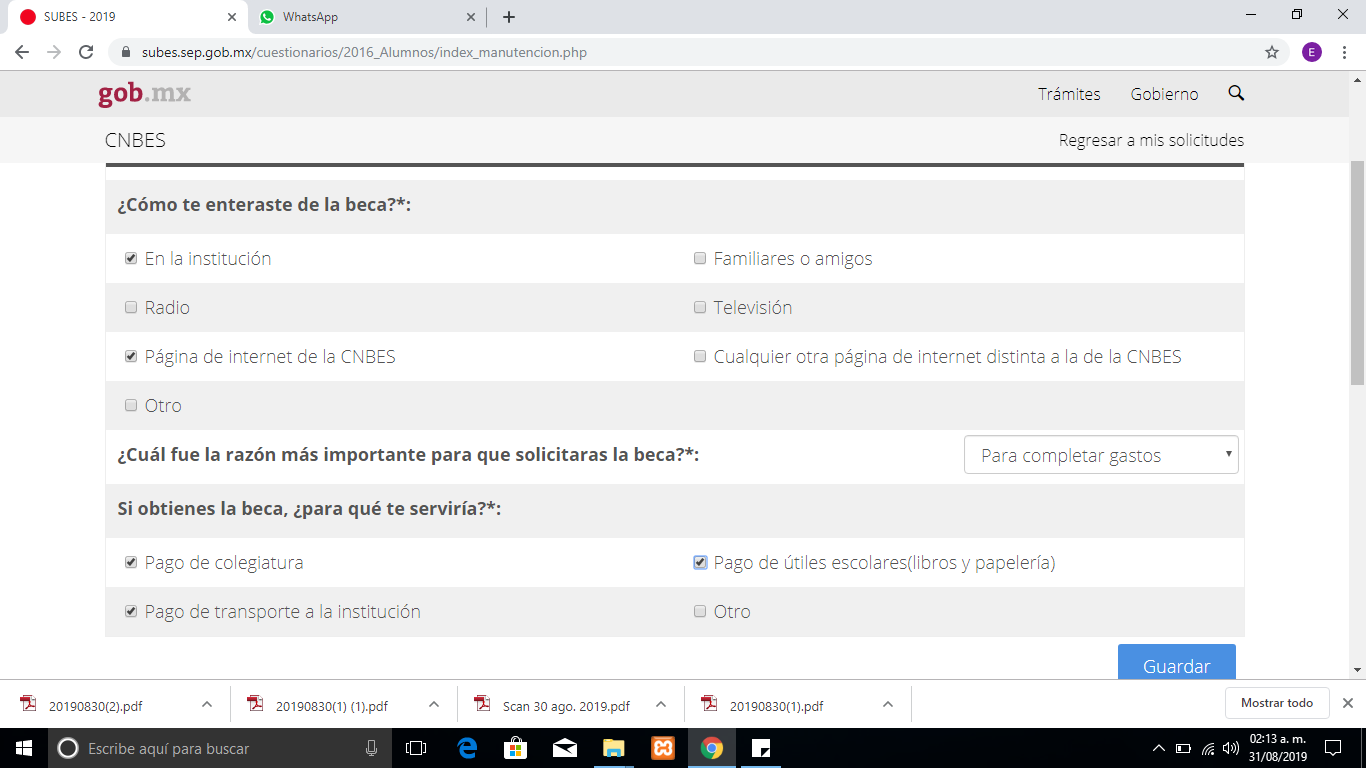 SUBES - 2019
WhatsApp
subes.sep.gob.mx/cuestionarios/2016_Alumnos/index_manutencion.php
E
gob.mx
Trámites
Gobierno
CNBES
Regresar a mis solicitudes
¿Cómo te enteraste de la beca?*:
En la institución
Familiares o amigos
Radio
Televisión
Página de internet de la CNBES
Cualquier otra página de internet distinta a la de la CNBES
Otro
¿Cuál fue la razón más importante para que solicitaras la beca?*:
Para completar gastos
Si obtienes la beca, ¿para qué te serviría?*:
Pago de colegiatura
Pago de útiles escolares(libros y papelería)
Pago de transporte a la institución
Otro
Guardar
20190830(2).pdf
20190830(1) (1).pdf
Scan 30 ago. 2019.pdf
20190830(1).pdf
Mostrar todo
Escribe aquí para buscar
02:13 a. m.
31/08/2019